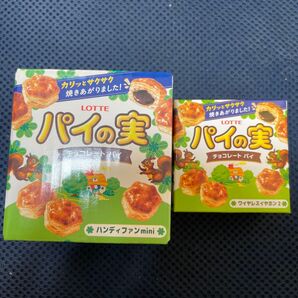 カリッとサクサク
焼きあがりました!
LOTTE
パイの実
チョコレート パイ
ハンディファンmini
カリッとサクサク
焼きあがりました!
LOTTE
パイの実
チョコレート パイ
ワイヤレスイヤホン2